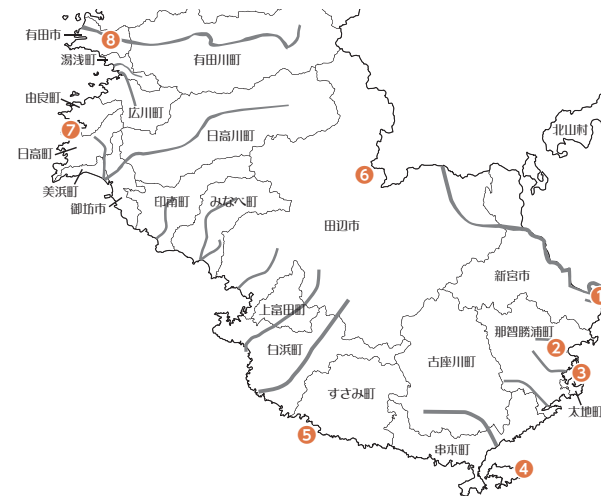 有田市
8
湯浅町
有田川町
由良町
広川町
7
日高川町
北山村
日高町
6
美浜町
御坊市
印南町
みなべ町
田辺市
新宮市
1
上富田町
那智勝浦町
2
白浜町
古座川町
3
すさみ町
太地町
5
串本町
4